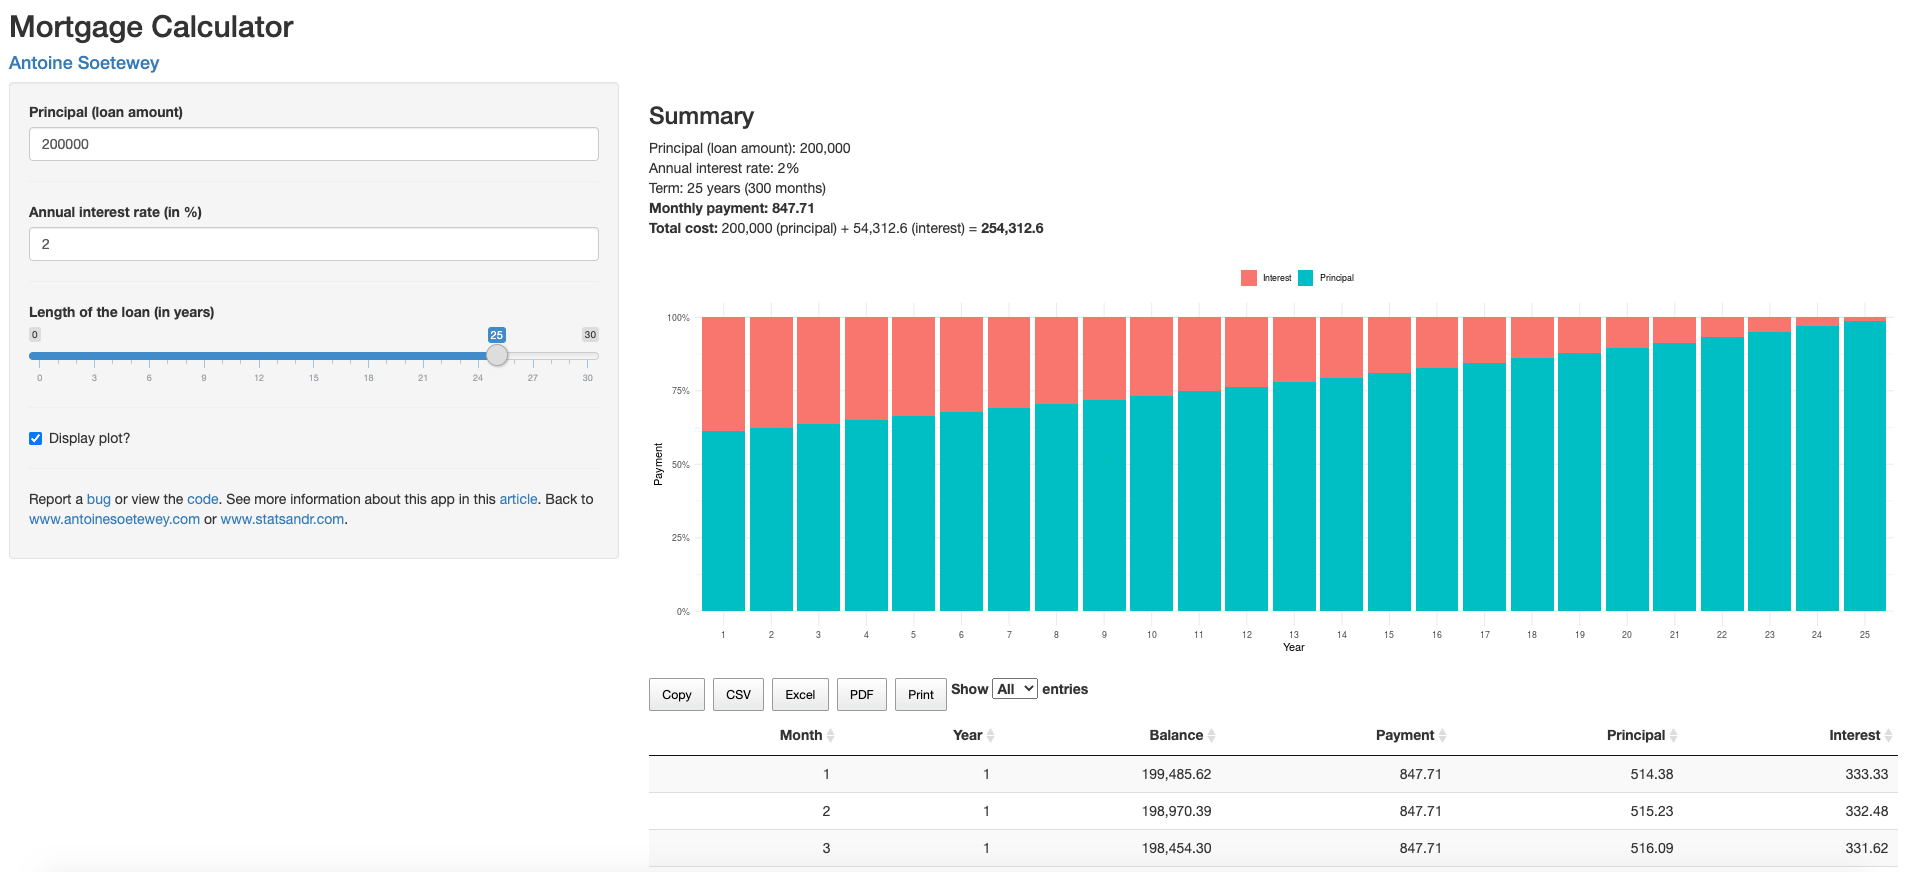 Mortgage Calculator
Antoine Soetewey
Principal (loan amount)
200000
Annual interest rate (in %)
2
Length of the loan (in years)
0 25 30
0 3 6 9 12 15 18 21 24 27 30
Display plot?
Report a bug or view the code. See more information about this app in this article. Back to
www.antoinesoetewey.com or www.statsandr.com.
Summary
Principal (loan amount): 200,000
Annual interest rate: 2%
Term: 25 years (300 months)
Monthly payment: 847.71
Total cost: 200,000 (principal) + 54,312.6 (interest) = 254,312.6
Interest Principal
100%
75%
50%
25%
0%
Payment
1 2 3 4 5 6 7 8 9 10 11 12 13 14 15 16 17 18 19 20 21 22 23 24 25
Year
Copy CSV Excel PDF Print Show All entries
Month Year Balance Payment Principal Interest
1 1 199,485.62 847.71 514.38 333.33
2 1 198,970.39 847.71 515.23 332.48
3 1 198,454.30 847.71 516.09 331.62